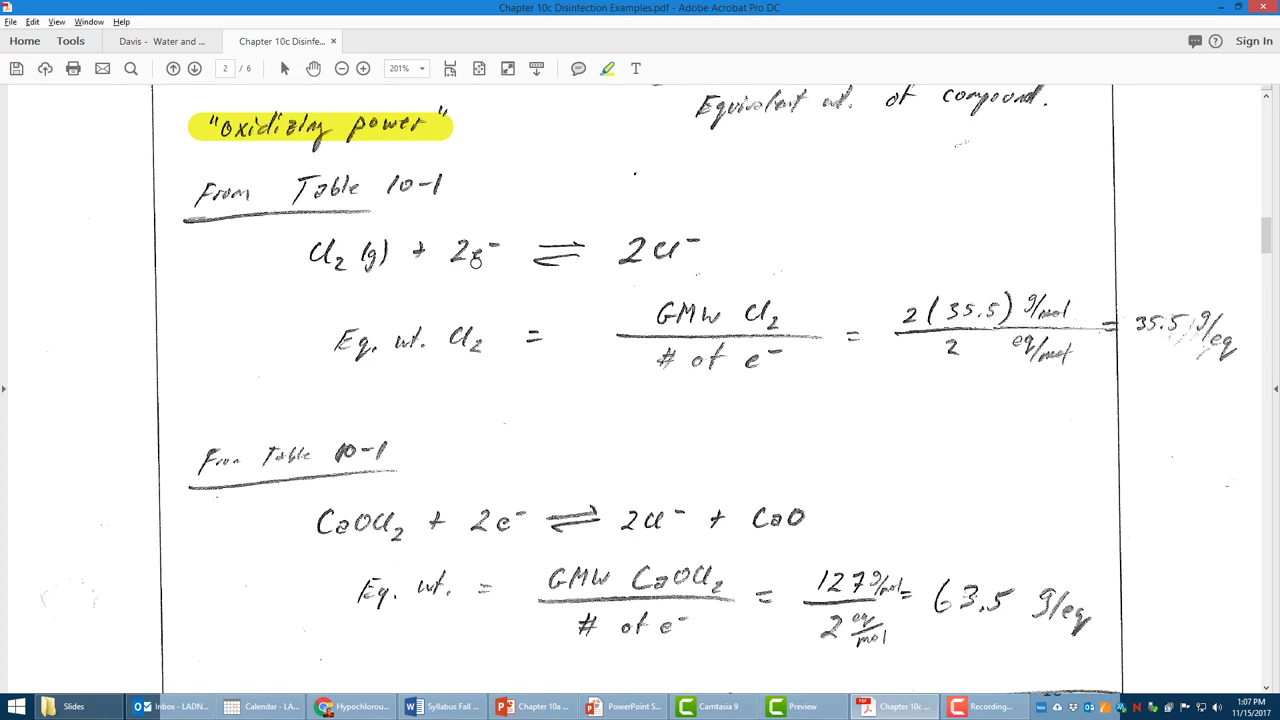 Chapter 10c Disinfection Examples.pdf - Adobe Acrobat Pro DC
File Edit View Window Help
Home Tools Davis - Water and ... Chapter 10c Disinfe... × Sign In
2 / 6 201%
Equivalent wt. of compound.
"oxidizing power"
From Table 10-1
Cl2 (g) + 2e⁻ ⇌ 2Cl⁻
Eq. wt. Cl2 = GMW Cl2 / # of e⁻ = 2(35.5) g/mol / 2 eq/mol = 35.5 g/eq
From Table 10-1
CaOCl2 + 2e⁻ ⇌ 2Cl⁻ + CaO
Eq. wt. = GMW CaOCl2 / # of e⁻ = 127 g/mol / 2 eq/mol = 63.5 g/eq
Slides Inbox - LADN... Calendar - LA... Hypochlorou... Syllabus Fall ... Chapter 10a ... PowerPoint S... Camtasia 9 Preview Chapter 10c ... Recording... 1:07 PM
11/15/2017